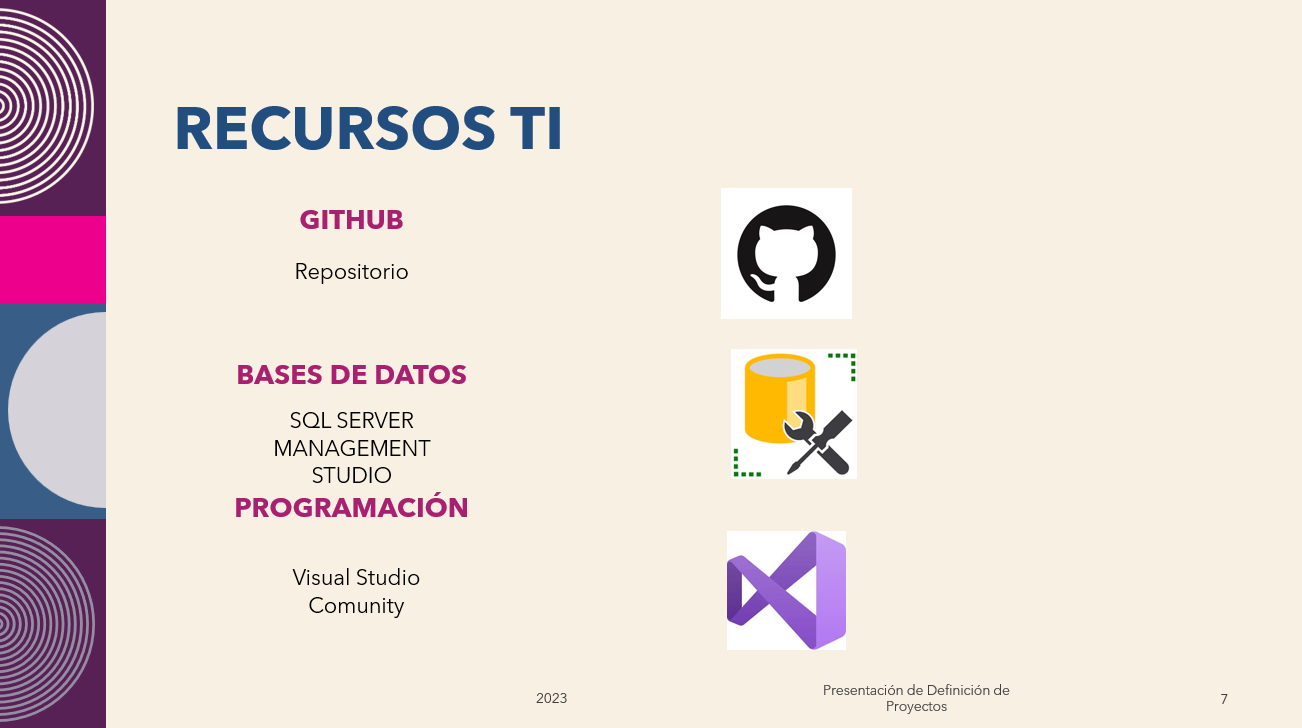 RECURSOS TI
GITHUB
Repositorio
BASES DE DATOS
SQL SERVER
MANAGEMENT
STUDIO
PROGRAMACIÓN
Visual Studio
Comunity
2023
Presentación de Definición de
Proyectos
7